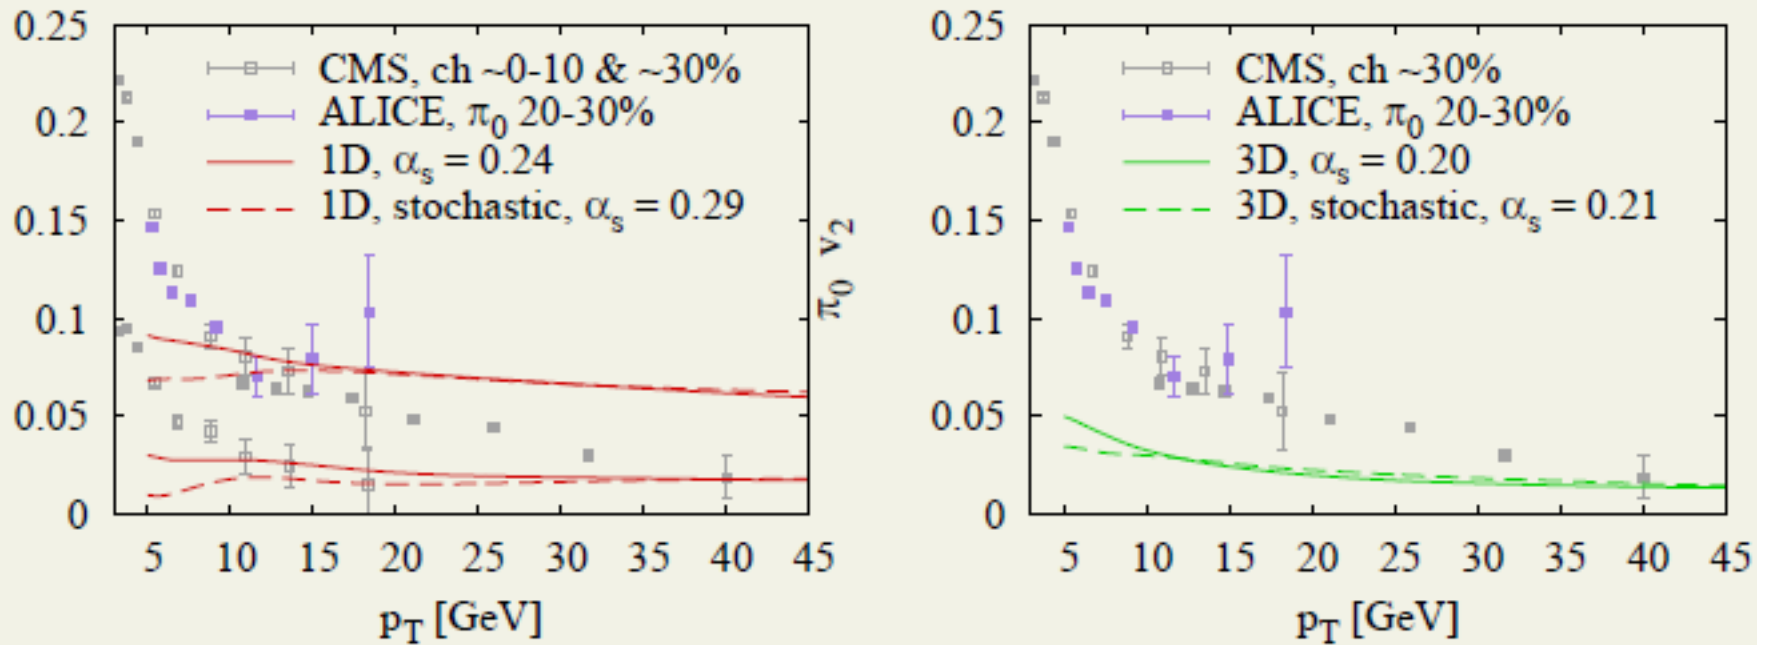 0.25
0.2
0.15
0.1
0.05
0
5 10 15 20 25 30 35 40 45
p_T [GeV]
CMS, ch ~0-10 & ~30%
ALICE, π₀ 20-30%
1D, αₛ = 0.24
1D, stochastic, αₛ = 0.29
π₀ v₂
0.25
0.2
0.15
0.1
0.05
0
5 10 15 20 25 30 35 40 45
p_T [GeV]
CMS, ch ~30%
ALICE, π₀ 20-30%
3D, αₛ = 0.20
3D, stochastic, αₛ = 0.21